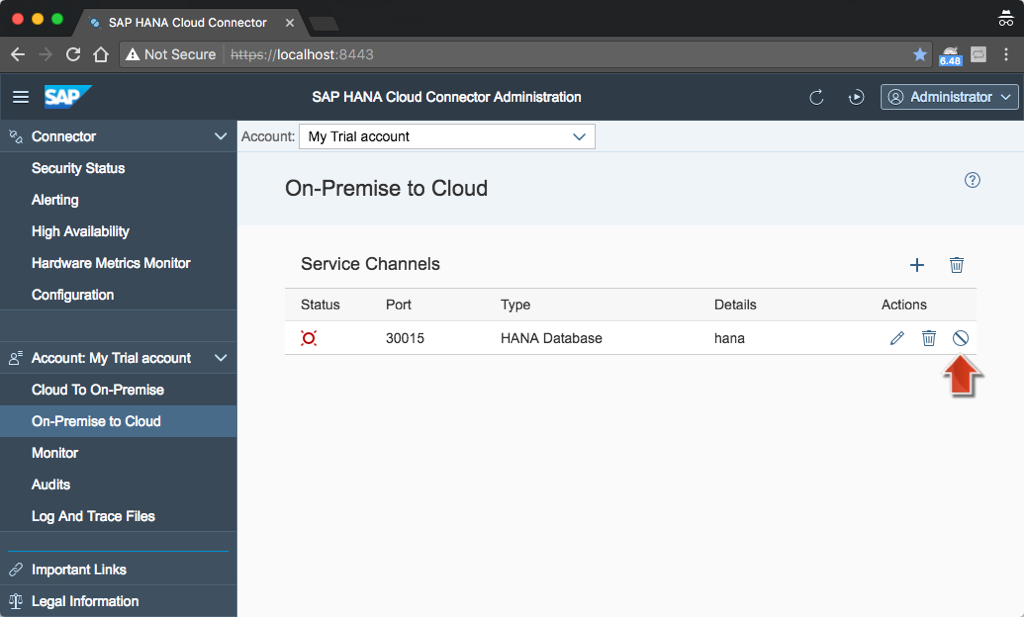 SAP HANA Cloud Connector
Not Secure https://localhost:8443
6.48
SAP
SAP HANA Cloud Connector Administration
Administrator
Connector
Security Status
Alerting
High Availability
Hardware Metrics Monitor
Configuration
Account: My Trial account
Cloud To On-Premise
On-Premise to Cloud
Monitor
Audits
Log And Trace Files
Important Links
Legal Information
Account: My Trial account
On-Premise to Cloud
Service Channels
Status Port Type Details Actions
30015 HANA Database hana